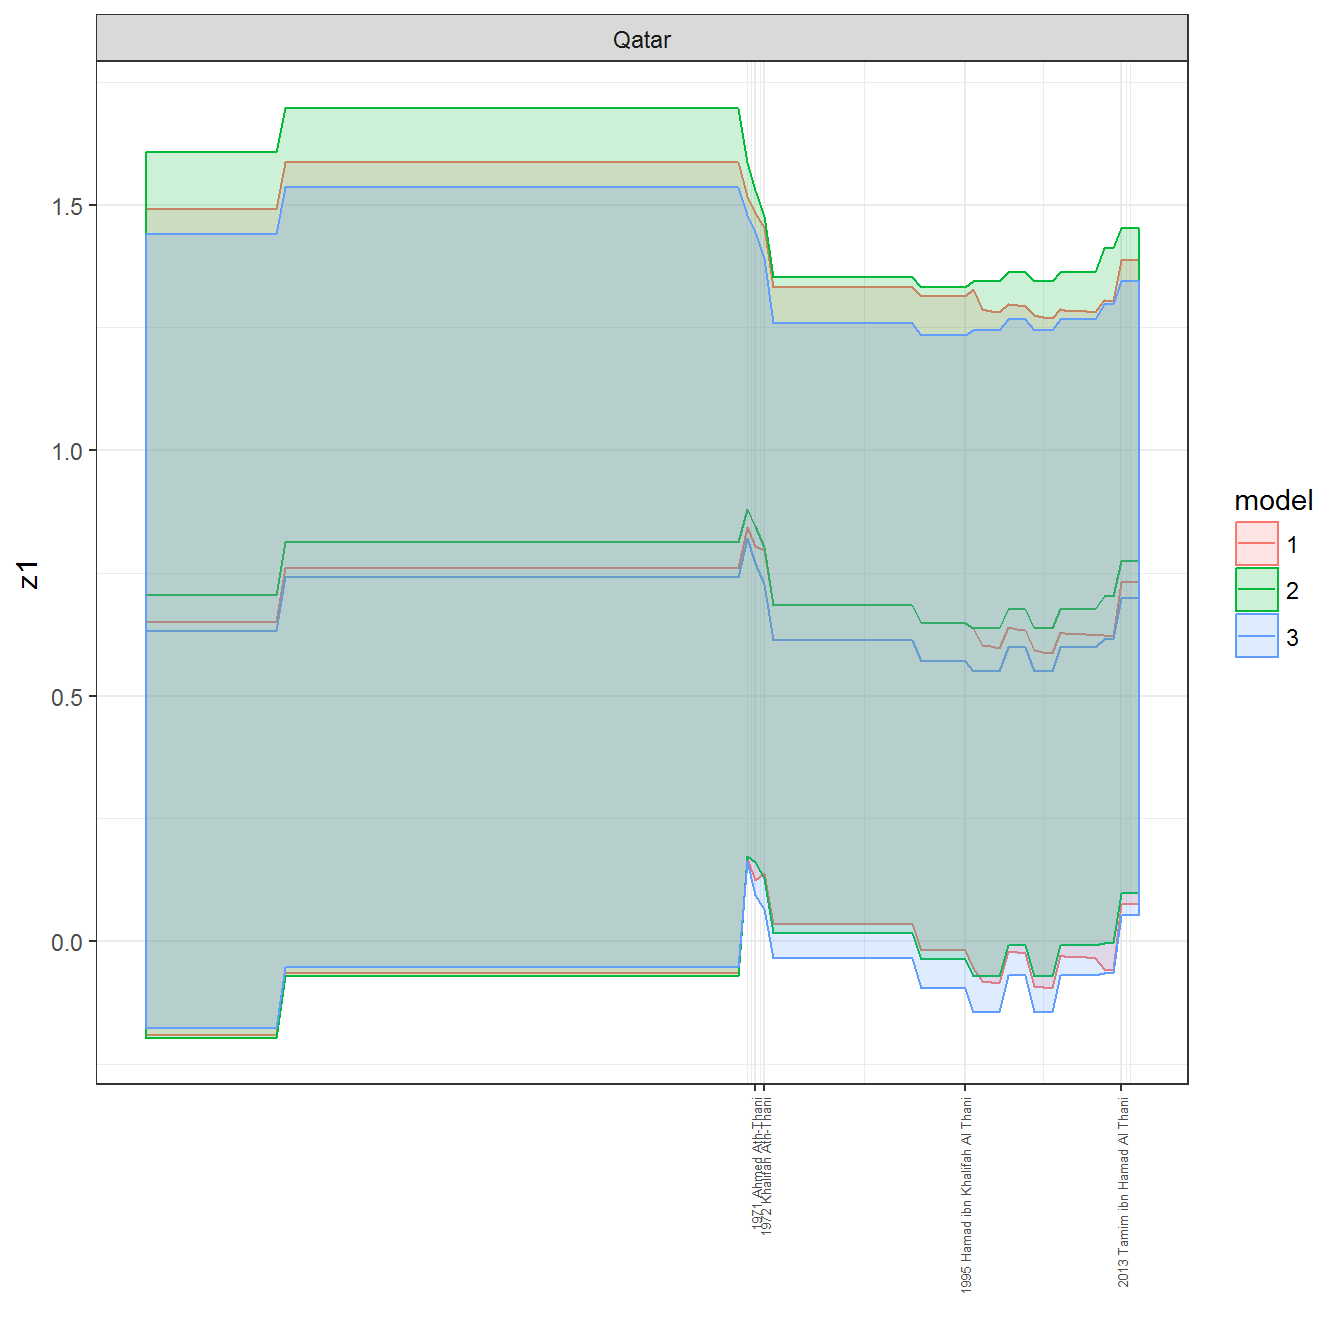 Qatar
1.5
1.0
0.5
0.0
z1
model
1
2
3
1971 Ahmed Ath-Thani
1972 Khalifah Ath-Thani
1995 Hamad ibn Khalifah Al Thani
2013 Tamim ibn Hamad Al Thani